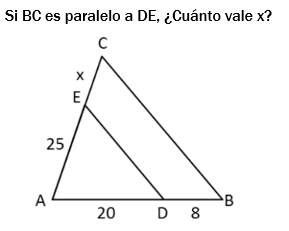 Si BC es paralelo a DE, ¿Cuánto vale x?
C
x
E
25
A
B
20
D
8